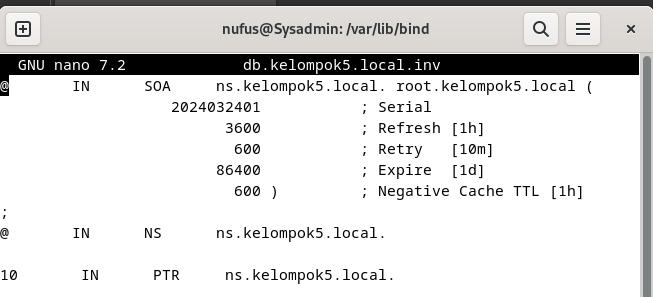 nufus@Sysadmin: /var/lib/bind
GNU nano 7.2 db.kelompok5.local.inv
@ IN SOA ns.kelompok5.local. root.kelompok5.local (
2024032401 ; Serial
3600 ; Refresh [1h]
600 ; Retry [10m]
86400 ; Expire [1d]
600 ) ; Negative Cache TTL [1h]
;
@ IN NS ns.kelompok5.local.
10 IN PTR ns.kelompok5.local.